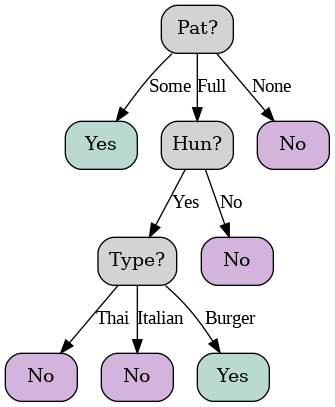 Pat?
Some
Full
None
Yes
Hun?
No
Yes
No
Type?
No
Thai
Italian
Burger
No
No
Yes